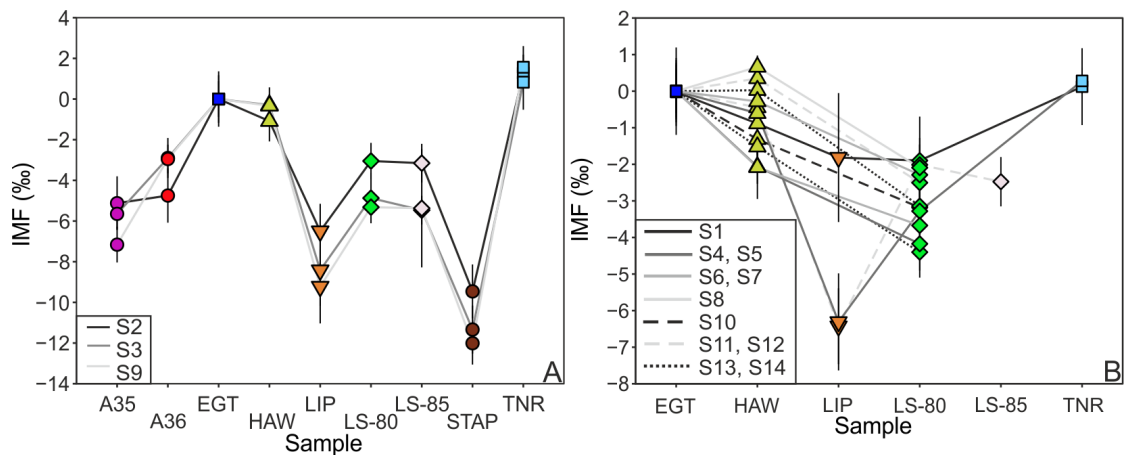 4
2
0
−2
−4
−6
−8
−10
−12
−14
IMF (‰)
S2
S3
S9
A
A35
A36
EGT
HAW
LIP
LS-80
LS-85
STAP
TNR
Sample
2
1
0
−1
−2
−3
−4
−5
−6
−7
−8
IMF (‰)
S1
S4, S5
S6, S7
S8
S10
S11, S12
S13, S14
B
EGT
HAW
LIP
LS-80
LS-85
TNR
Sample